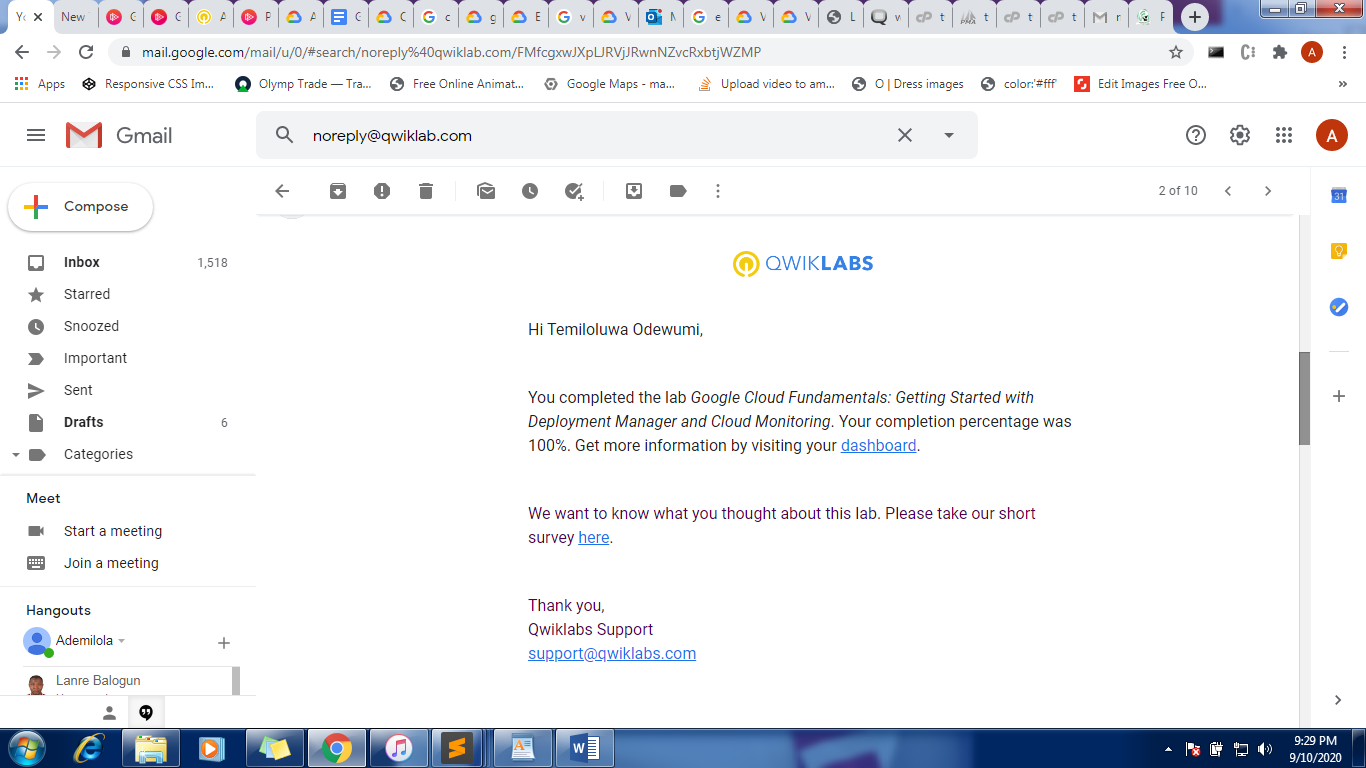 Yo
New
G
G
A
P
A
G
C
c
g
E
v
V
N
e
V
V
L
w
t
t
t
t
r
F
mail.google.com/mail/u/0/#search/noreply%40qwiklab.com/FMfcgxwJXpLJRVjJRwnNZvcRxbtjWZMP
A
Apps
Responsive CSS Im...
Olymp Trade — Tra...
Free Online Animat...
Google Maps - ma...
Upload video to am...
O | Dress images
color:'#fff'
Edit Images Free O...
»
Gmail
noreply@qwiklab.com
A
Compose
2 of 10
31
Inbox 1,518
Starred
Snoozed
Important
Sent
Drafts 6
Categories
Meet
Start a meeting
Join a meeting
Hangouts
Ademilola
Lanre Balogun
QWIKLABS
Hi Temiloluwa Odewumi,
You completed the lab Google Cloud Fundamentals: Getting Started with
Deployment Manager and Cloud Monitoring. Your completion percentage was
100%. Get more information by visiting your dashboard.
We want to know what you thought about this lab. Please take our short
survey here.
Thank you,
Qwiklabs Support
support@qwiklabs.com
9:29 PM
9/10/2020